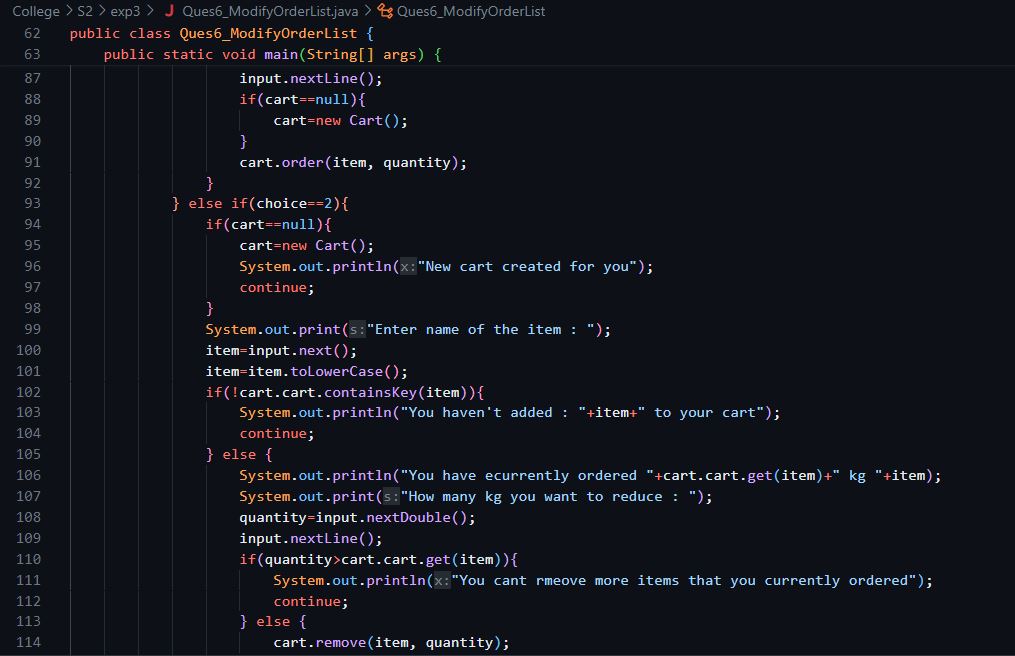 College > S2 > exp3 > J Ques6_ModifyOrderList.java > Ques6_ModifyOrderList
62 public class Ques6_ModifyOrderList {
63 public static void main(String[] args) {
87 input.nextLine();
88 if(cart==null){
89 cart=new Cart();
90 }
91 cart.order(item, quantity);
92 }
93 } else if(choice==2){
94 if(cart==null){
95 cart=new Cart();
96 System.out.println(x:"New cart created for you");
97 continue;
98 }
99 System.out.print(s:"Enter name of the item : ");
100 item=input.next();
101 item=item.toLowerCase();
102 if(!cart.cart.containsKey(item)){
103 System.out.println("You haven't added : "+item+" to your cart");
104 continue;
105 } else {
106 System.out.println("You have ecurrently ordered "+cart.cart.get(item)+" kg "+item);
107 System.out.print(s:"How many kg you want to reduce : ");
108 quantity=input.nextDouble();
109 input.nextLine();
110 if(quantity>cart.cart.get(item)){
111 System.out.println(x:"You cant rmeove more items that you currently ordered");
112 continue;
113 } else {
114 cart.remove(item, quantity);